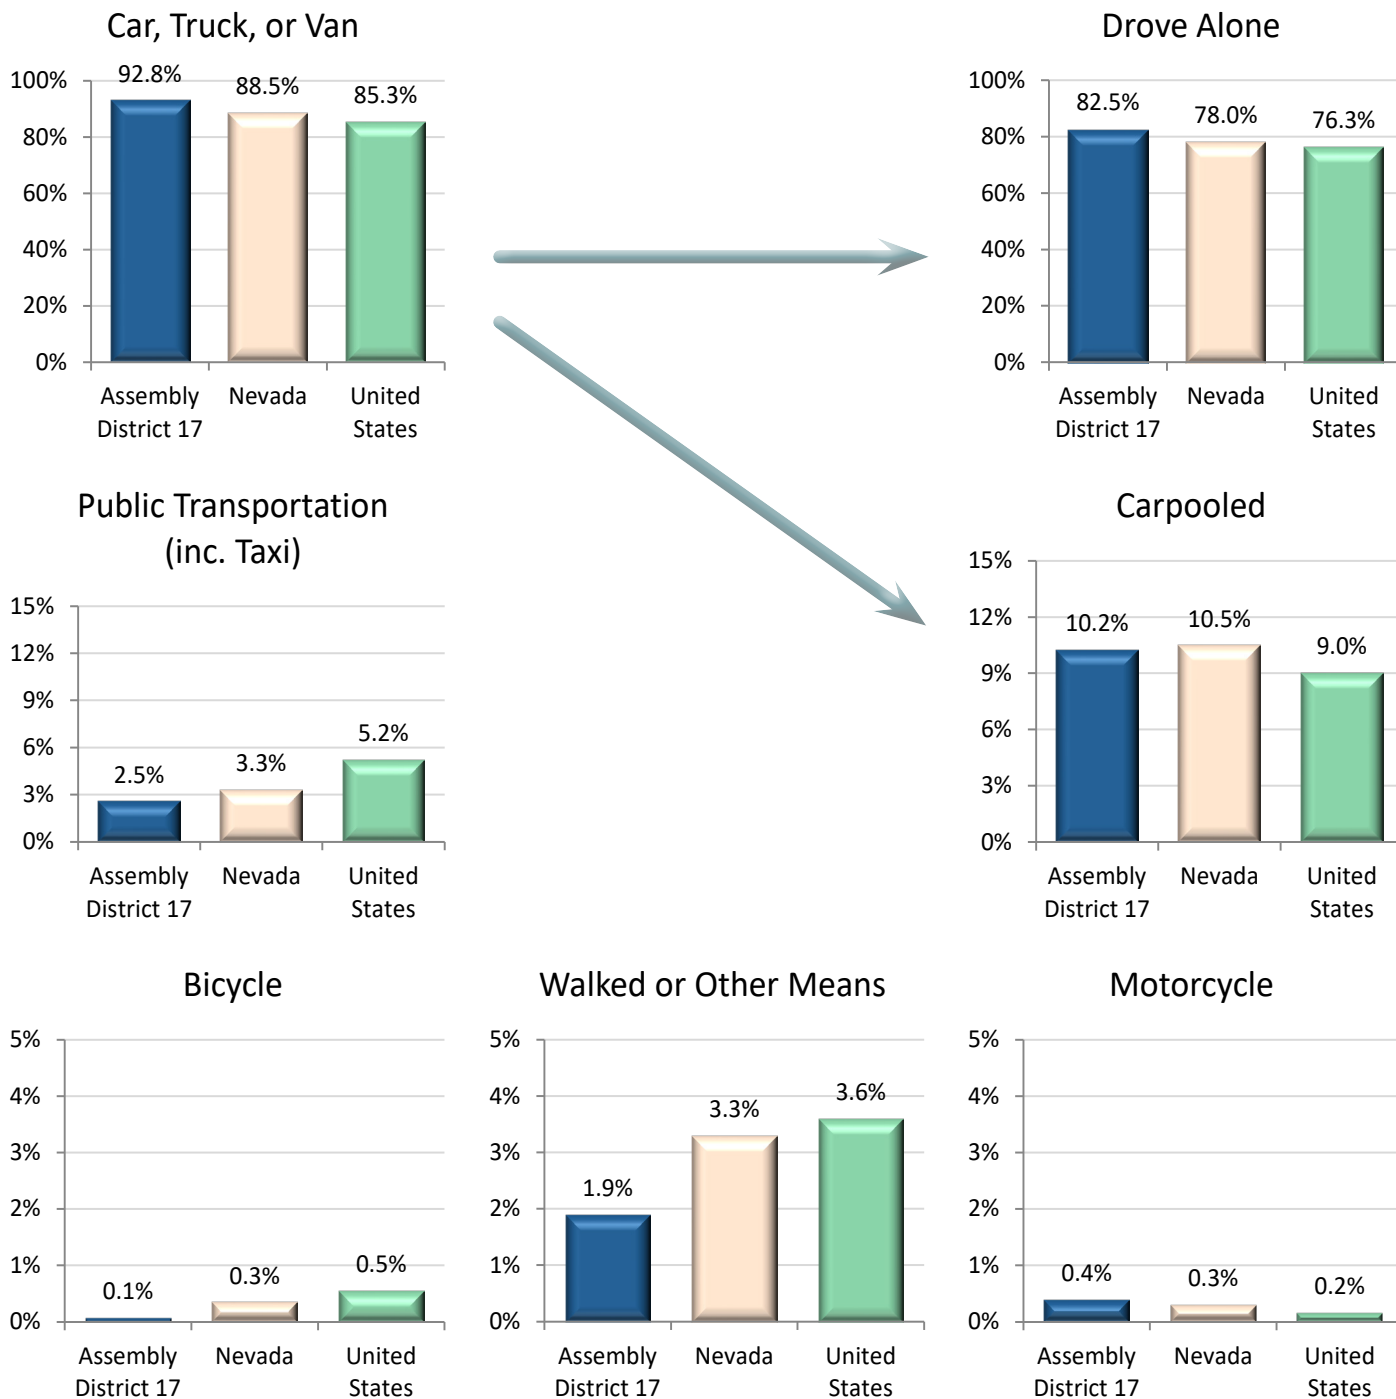 Car, Truck, or Van
100%
80%
60%
40%
20%
0%
92.8%
88.5%
85.3%
Assembly
District 17
Nevada
United
States
Drove Alone
100%
80%
60%
40%
20%
0%
82.5%
78.0%
76.3%
Assembly
District 17
Nevada
United
States
Public Transportation
(inc. Taxi)
15%
12%
9%
6%
3%
0%
2.5%
3.3%
5.2%
Assembly
District 17
Nevada
United
States
Carpooled
15%
12%
9%
6%
3%
0%
10.2%
10.5%
9.0%
Assembly
District 17
Nevada
United
States
Bicycle
5%
4%
3%
2%
1%
0%
0.1%
0.3%
0.5%
Assembly
District 17
Nevada
United
States
Walked or Other Means
5%
4%
3%
2%
1%
0%
1.9%
3.3%
3.6%
Assembly
District 17
Nevada
United
States
Motorcycle
5%
4%
3%
2%
1%
0%
0.4%
0.3%
0.2%
Assembly
District 17
Nevada
United
States